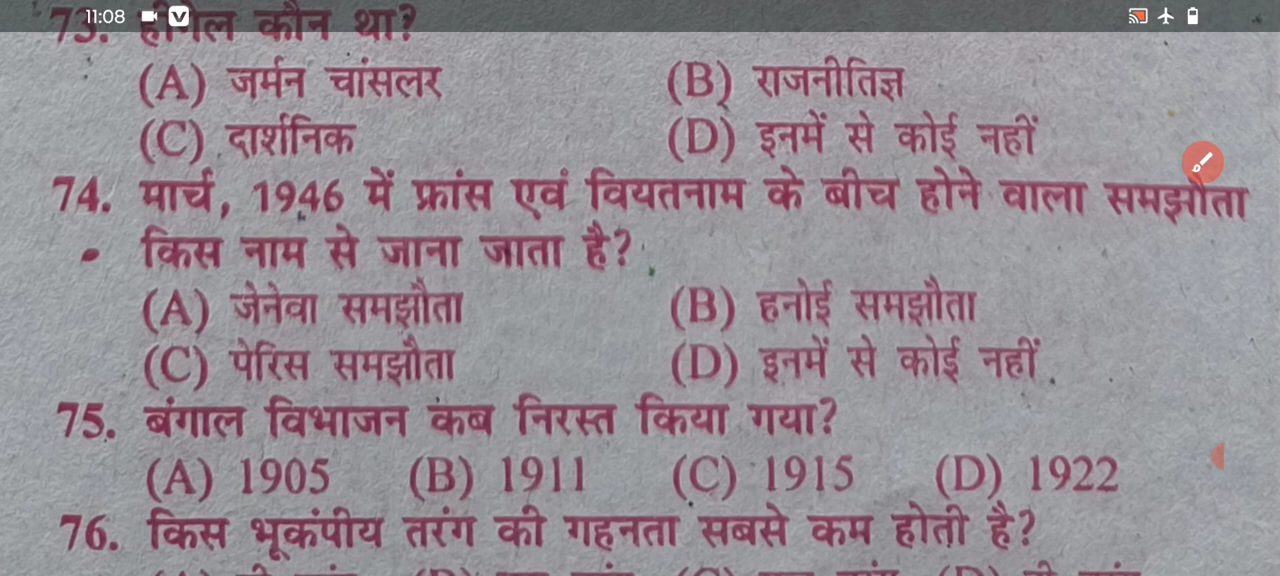 11:08
73. हीगेल कौन था?
(A) जर्मन चांसलर (B) राजनीतिज्ञ
(C) दार्शनिक (D) इनमें से कोई नहीं
74. मार्च, 1946 में फ्रांस एवं वियतनाम के बीच होने वाला समझौता
किस नाम से जाना जाता है?
(A) जेनेवा समझौता (B) हनोई समझौता
(C) पेरिस समझौता (D) इनमें से कोई नहीं
75. बंगाल विभाजन कब निरस्त किया गया?
(A) 1905 (B) 1911 (C) 1915 (D) 1922
76. किस भूकंपीय तरंग की गहनता सबसे कम होती है?